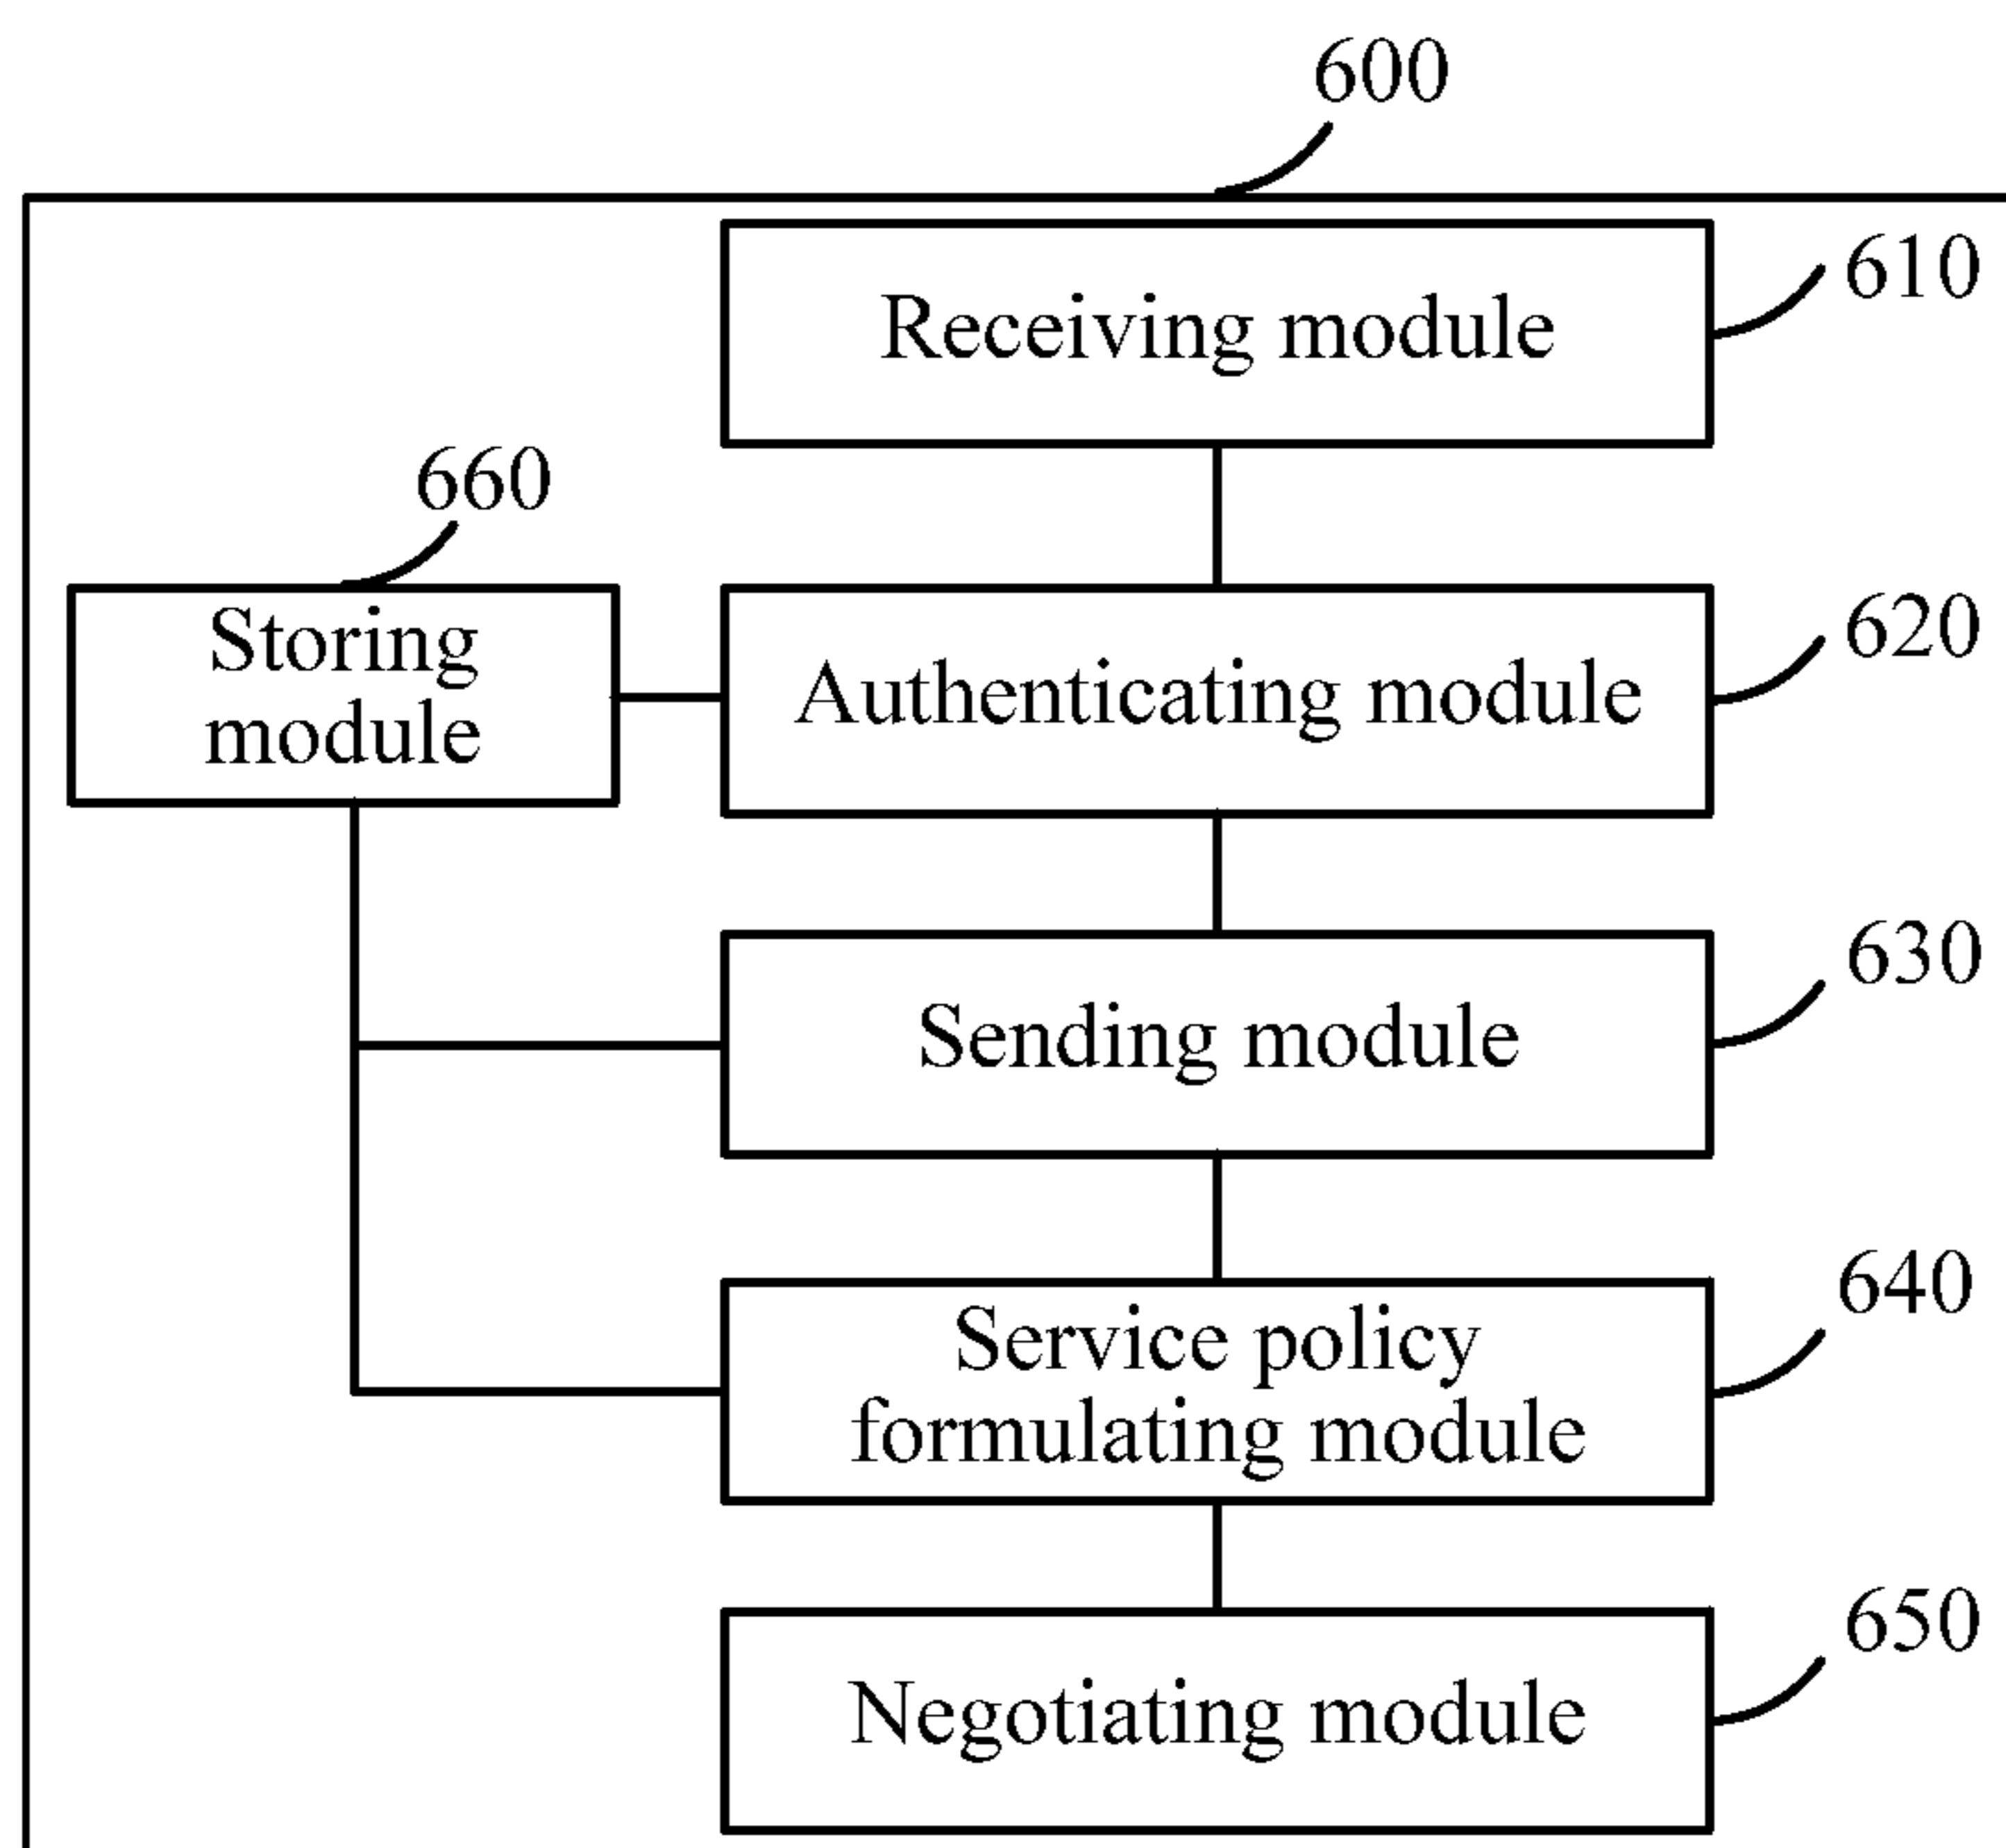 600
Receiving module
610
660
Storing
module
Authenticating module
620
Sending module
630
Service policy
formulating module
640
Negotiating module
650